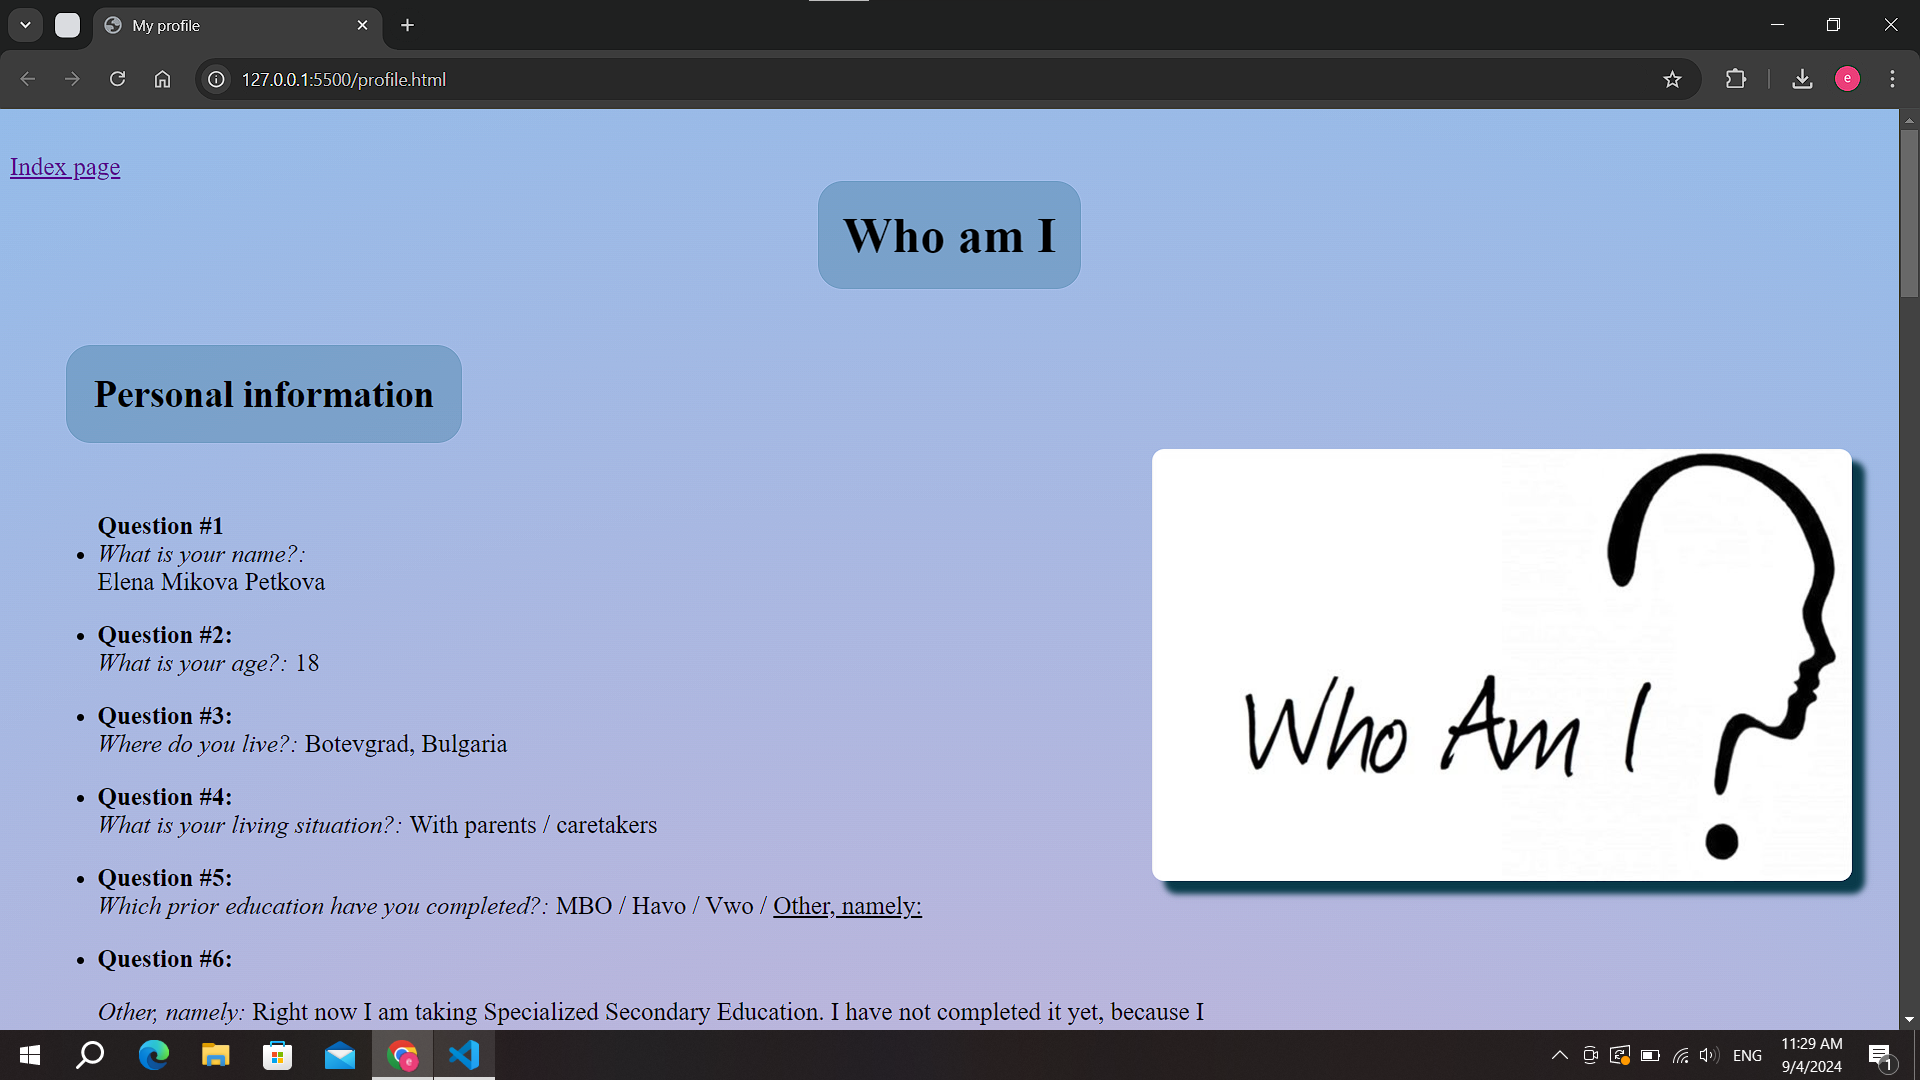 My profile
127.0.0.1:5500/profile.html
e
Index page
Who am I
Personal information
Question #1
What is your name?:
Elena Mikova Petkova
Question #2:
What is your age?: 18
Question #3:
Where do you live?: Botevgrad, Bulgaria
Question #4:
What is your living situation?: With parents / caretakers
Question #5:
Which prior education have you completed?: MBO / Havo / Vwo / Other, namely:
Question #6:
Other, namely: Right now I am taking Specialized Secondary Education. I have not completed it yet, because I
Who Am I
e
ENG
11:29 AM
9/4/2024
1